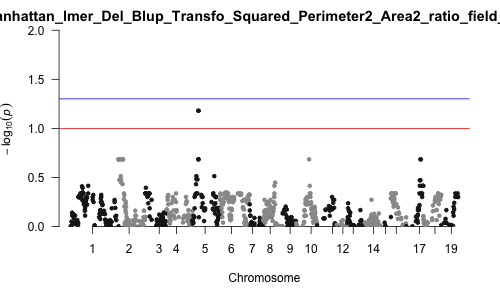 anhattan_lmer_Del_Blup_Transfo_Squared_Perimeter2_Area2_ratio_field_
2.0
1.5
1.0
0.5
0.0
− log10(p)
1 2 3 4 5 6 7 8 9 10 12 14 17 19
Chromosome